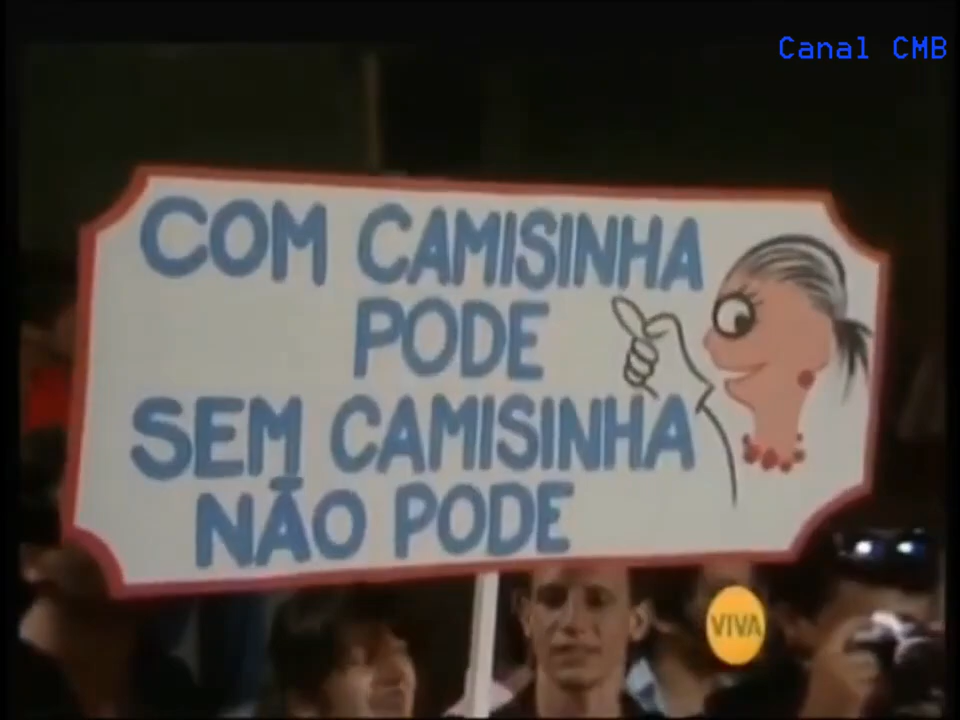 Canal CMB
COM CAMISINHA
PODE
SEM CAMISINHA
NÃO PODE
VIVA